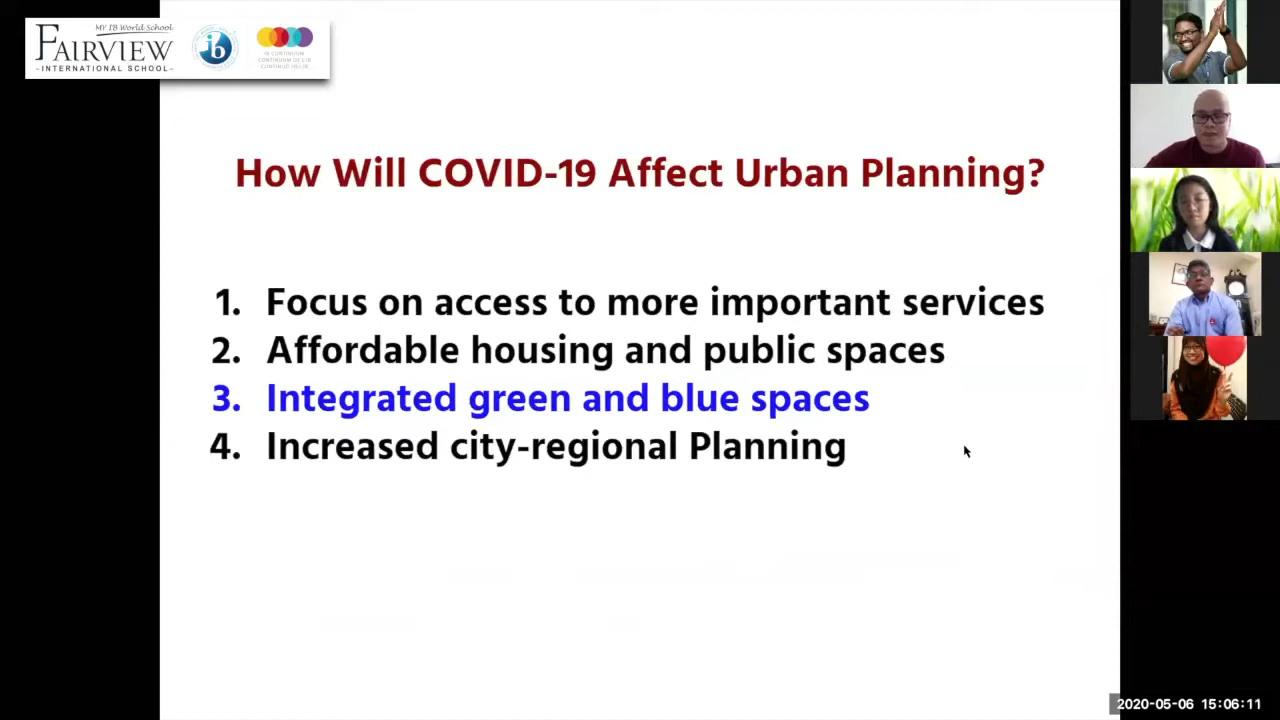 My IB World School
FAIRVIEW
-INTERNATIONAL SCHOOL-
ib
IB CONTINUUM
CONTINUUM DE L'IB
CONTINUO DEL IB
How Will COVID-19 Affect Urban Planning?
1. Focus on access to more important services
2. Affordable housing and public spaces
3. Integrated green and blue spaces
4. Increased city-regional Planning
2020-05-06 15:06:11